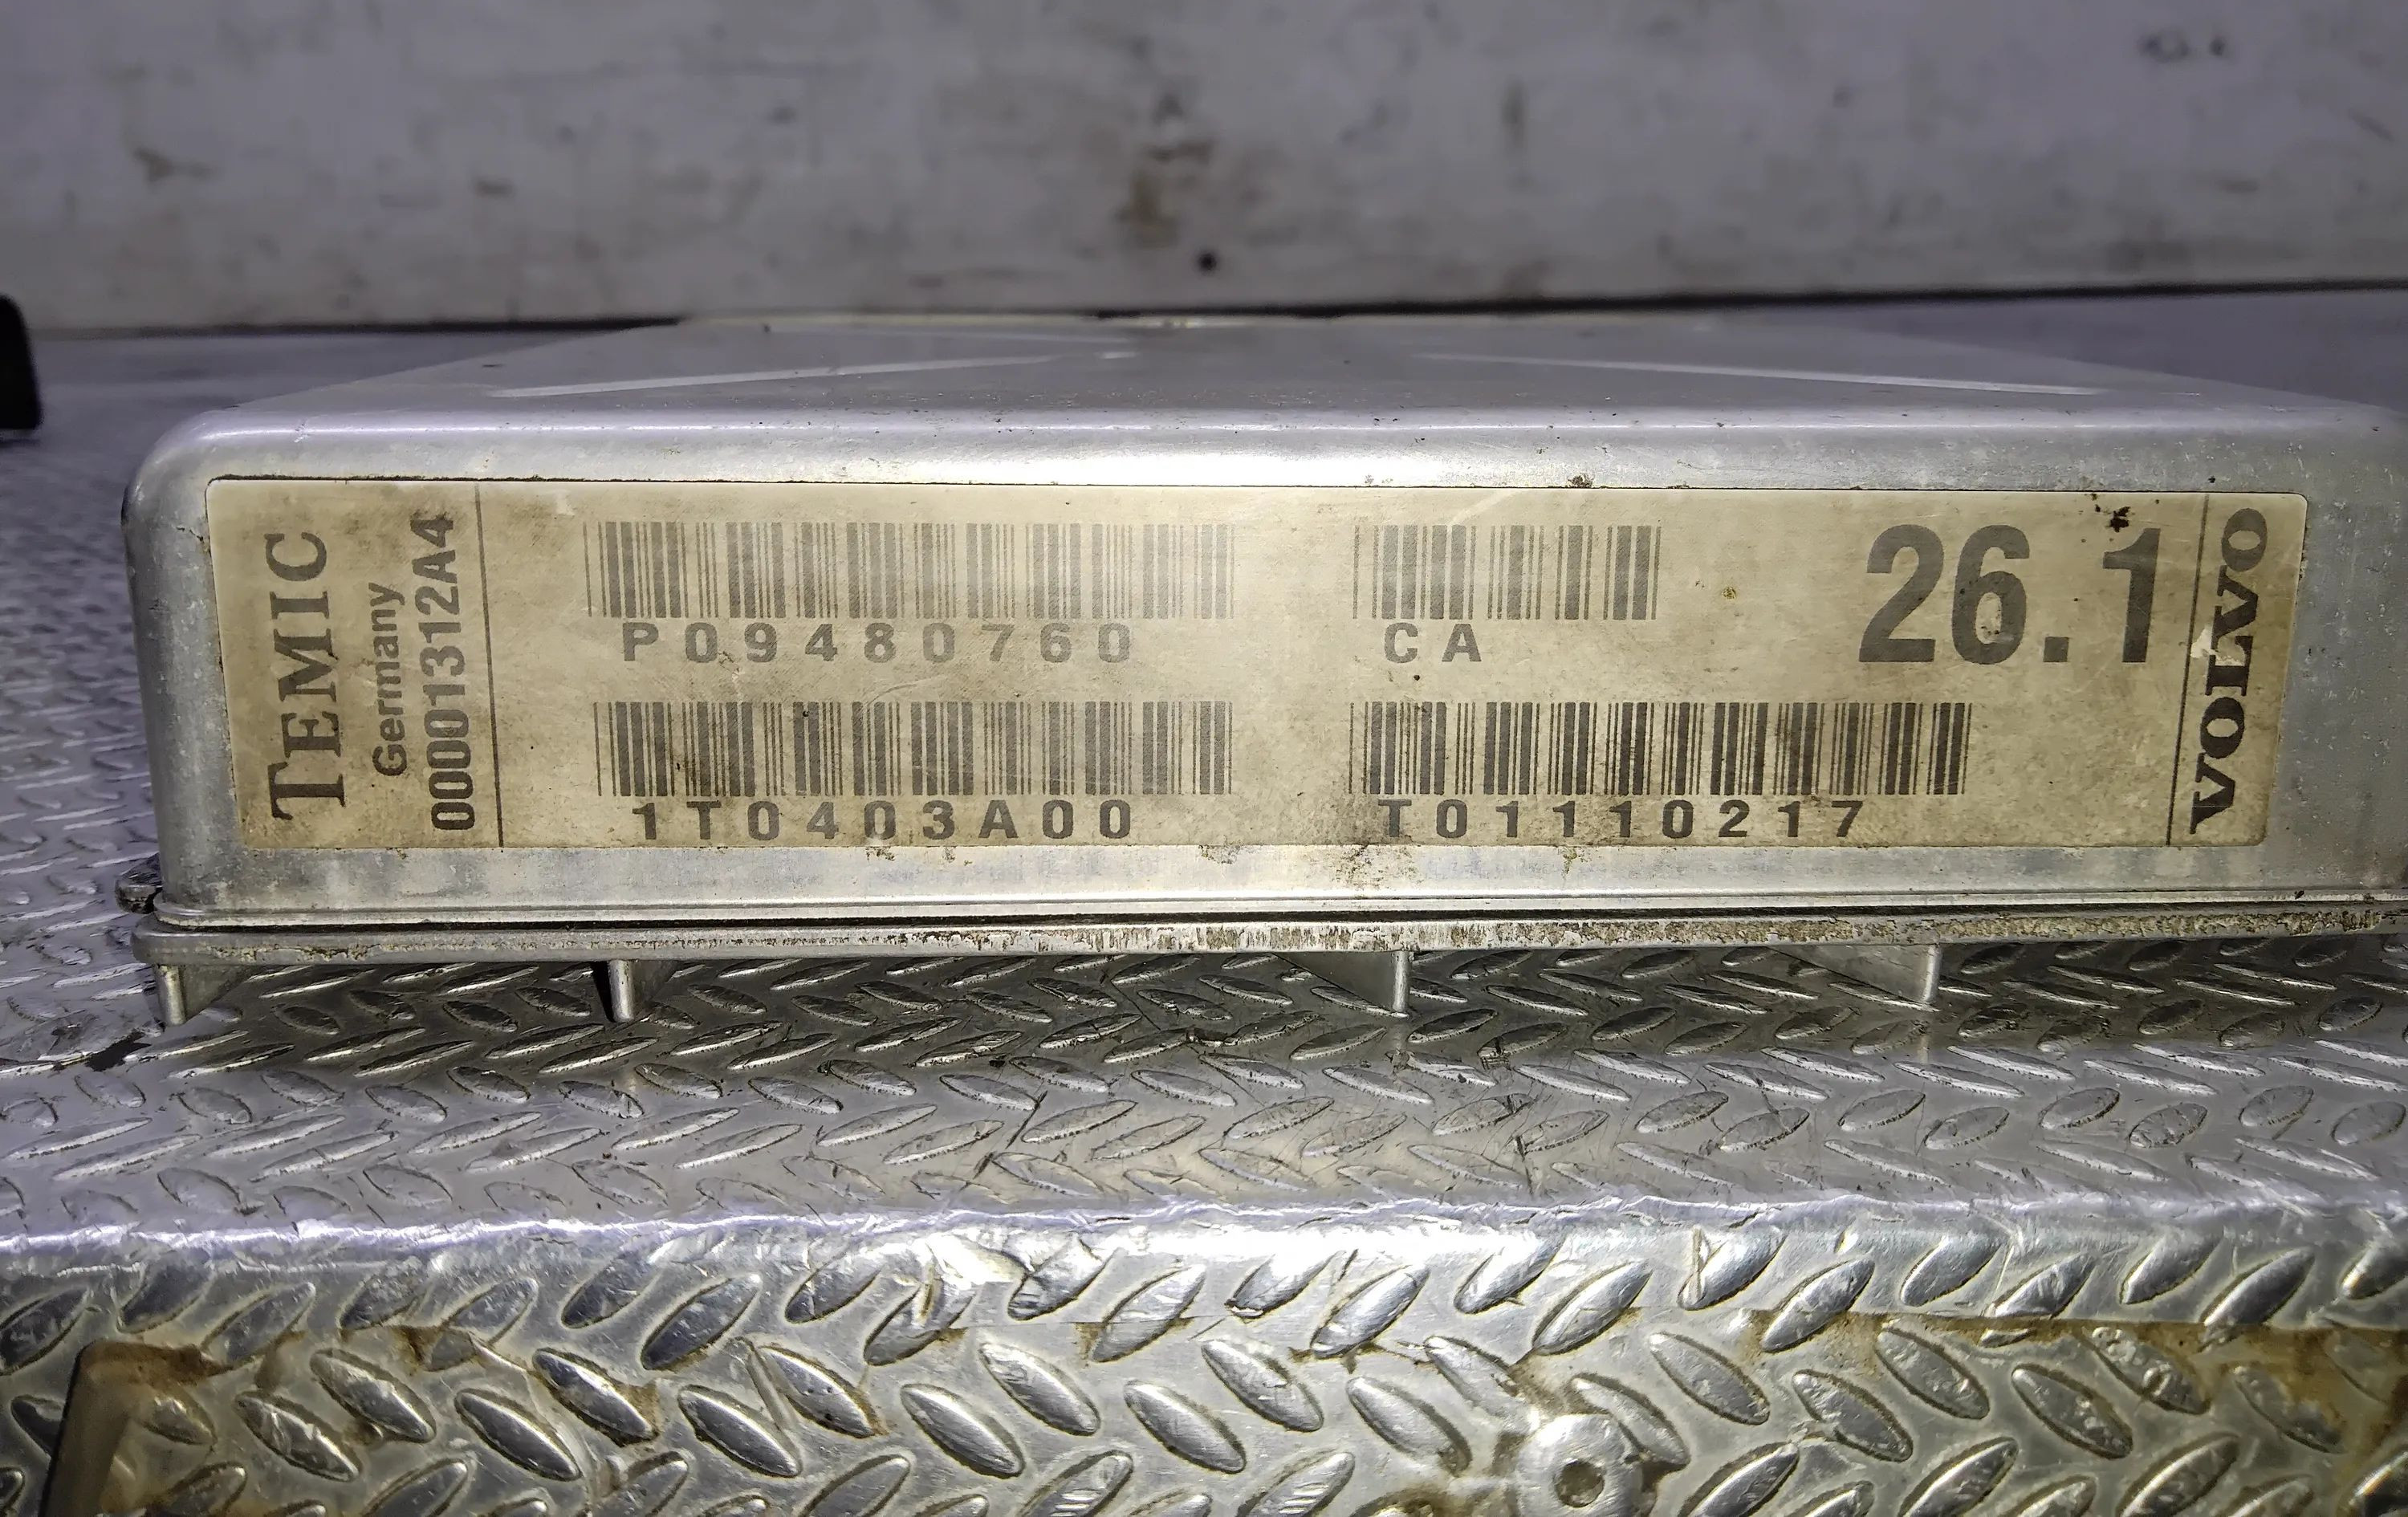 TEMIC
Germany
00001312A4
P09480760
CA
26.1
1T0403A00
T01110217
VOLVO